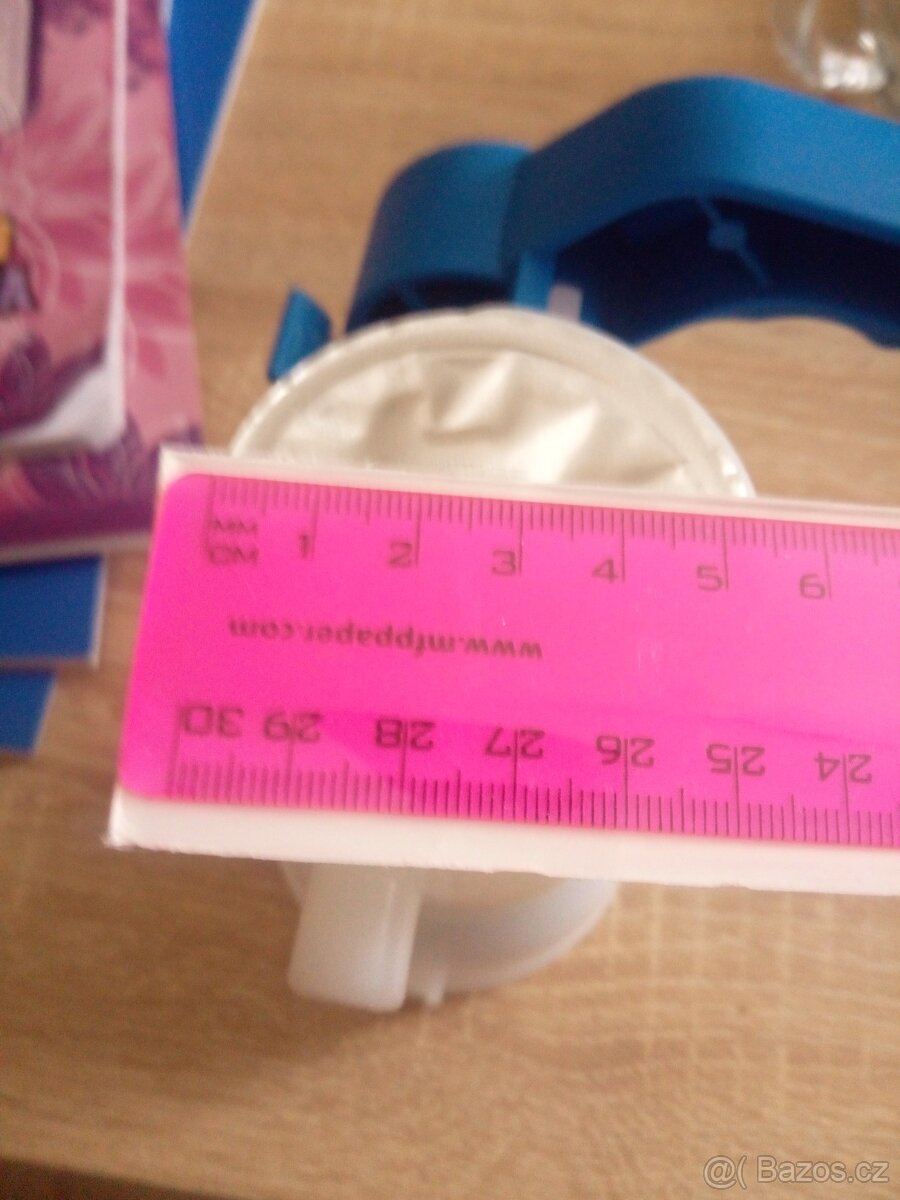 MM
CM 1 2 3 4 5 6
www.mfppaper.com
30 29 28 27 26 25 24
@( Bazos.cz